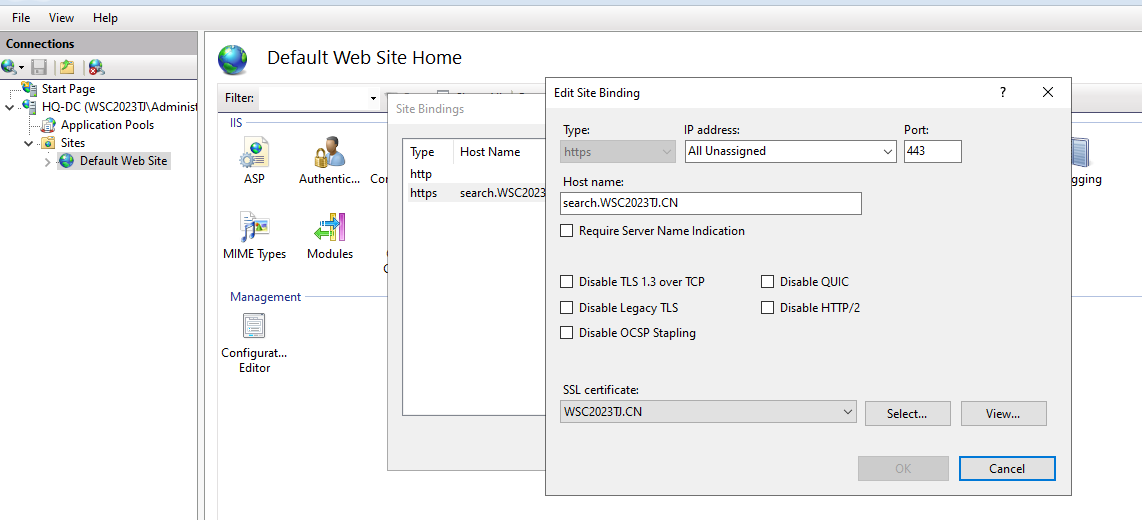 File View Help
Connections
Start Page
HQ-DC (WSC2023TJ\Administ
Application Pools
Sites
Default Web Site
Default Web Site Home
Filter:
IIS
ASP
Authentic...
MIME Types
Modules
Management
Configurat...
Editor
gging
Site Bindings
Type Host Name
http
https search.WSC2023
Edit Site Binding
?
Type: IP address: Port:
https All Unassigned 443
Host name:
search.WSC2023TJ.CN
Require Server Name Indication
Disable TLS 1.3 over TCP Disable QUIC
Disable Legacy TLS Disable HTTP/2
Disable OCSP Stapling
SSL certificate:
WSC2023TJ.CN Select... View...
OK Cancel